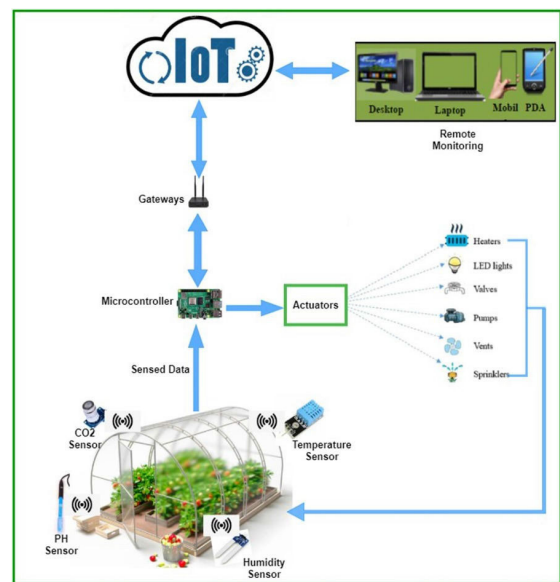 IoT
Desktop
Laptop
Mobil
PDA
Remote
Monitoring
Gateways
Heaters
LED lights
Valves
Microcontroller
Actuators
Pumps
Vents
Sensed Data
Sprinklers
CO2
Sensor
Temperature
Sensor
PH
Sensor
Humidity
Sensor